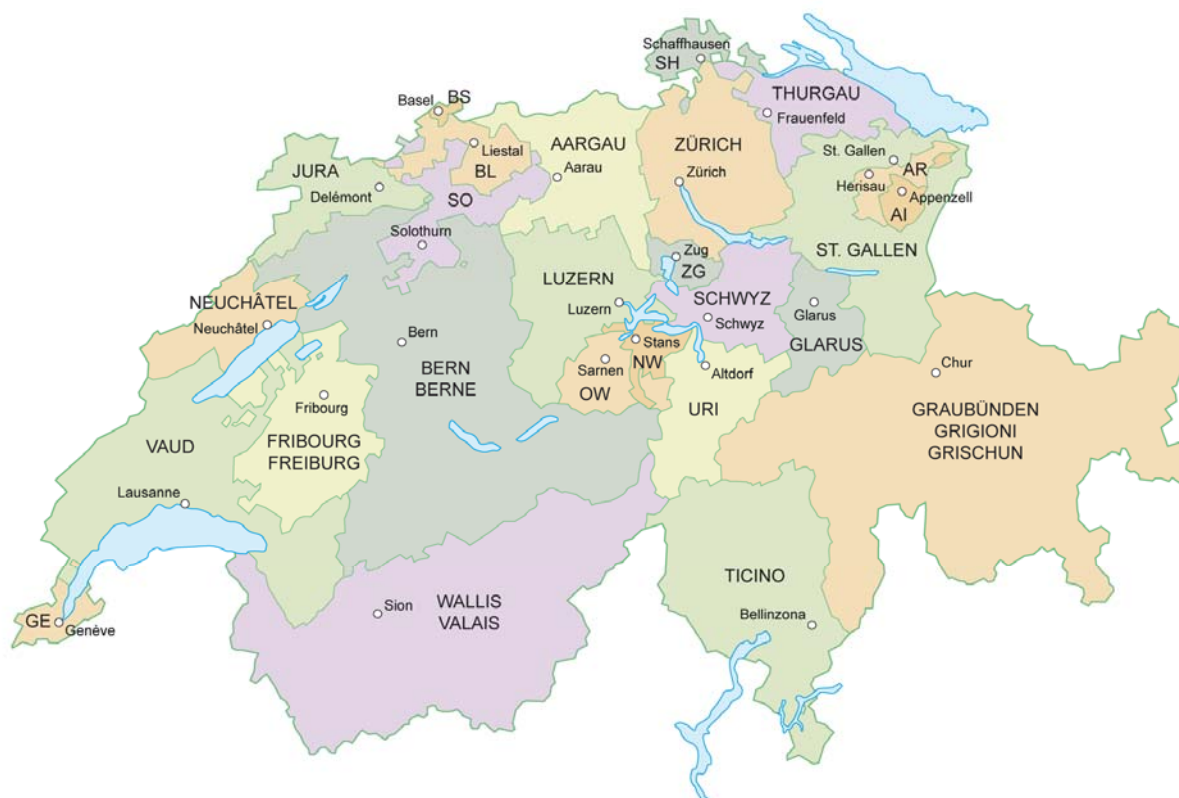 Schaffhausen
SH
THURGAU
Frauenfeld
Basel
BS
Liestal
BL
AARGAU
Aarau
ZÜRICH
Zürich
St. Gallen
AR
Herisau
Appenzell
AI
ST. GALLEN
JURA
Delémont
SO
Solothurn
Zug
ZG
LUZERN
Luzern
SCHWYZ
Schwyz
Glarus
GLARUS
NEUCHÂTEL
Neuchâtel
Bern
BERN
BERNE
Stans
NW
Sarnen
OW
Altdorf
URI
Chur
GRAUBÜNDEN
GRIGIONI
GRISCHUN
Fribourg
FRIBOURG
FREIBURG
VAUD
Lausanne
TICINO
Bellinzona
WALLIS
VALAIS
Sion
GE
Genève